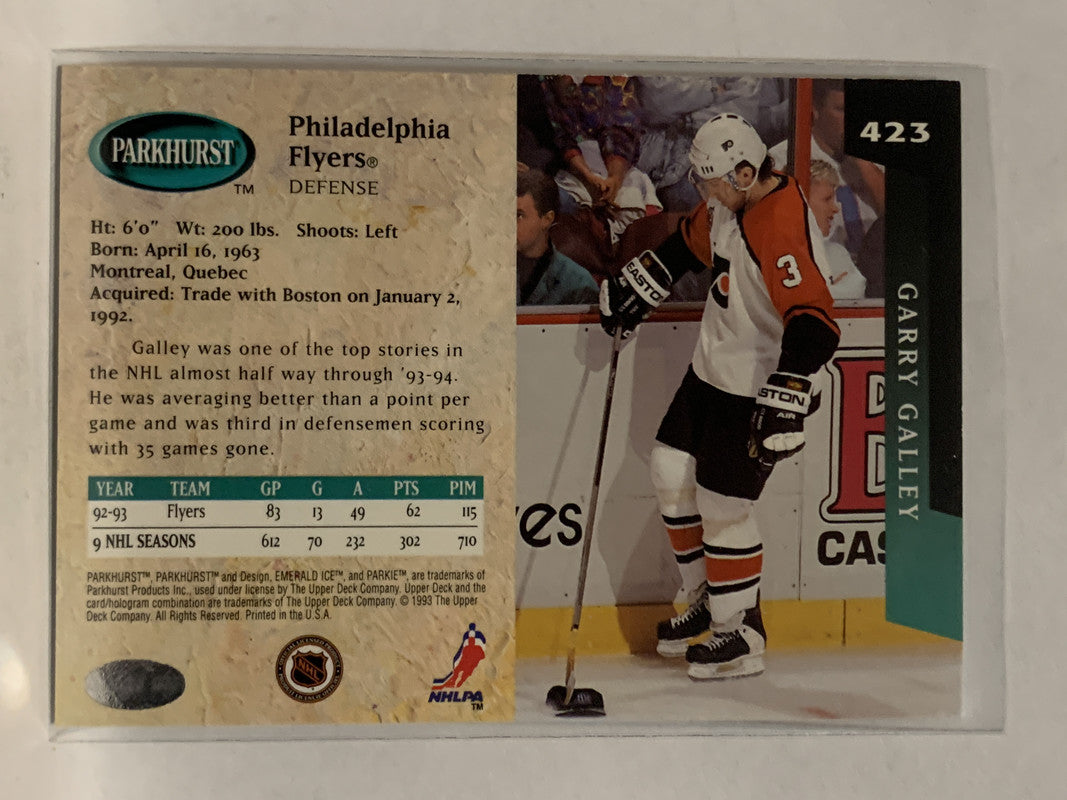 PARKHURST
TM
Philadelphia
Flyers®
DEFENSE
Ht: 6'0" Wt: 200 lbs. Shoots: Left
Born: April 16, 1963
Montreal, Quebec
Acquired: Trade with Boston on January 2,
1992.
Galley was one of the top stories in
the NHL almost half way through '93-94.
He was averaging better than a point per
game and was third in defensemen scoring
with 35 games gone.
YEAR TEAM GP G A PTS PIM
92-93 Flyers 83 13 49 62 115
9 NHL SEASONS 612 70 232 302 710
PARKHURST™, PARKHURST™ and Design, EMERALD ICE™, and PARKIE™, are trademarks of
Parkhurst Products Inc., used under license by The Upper Deck Company. Upper Deck and the
card/hologram combination are trademarks of The Upper Deck Company. © 1993 The Upper
Deck Company. All Rights Reserved. Printed in the U.S.A.
NHL
NHLPA
TM
423
GARRY GALLEY
EASTON
3
ASTON
AIR
yes
CAS